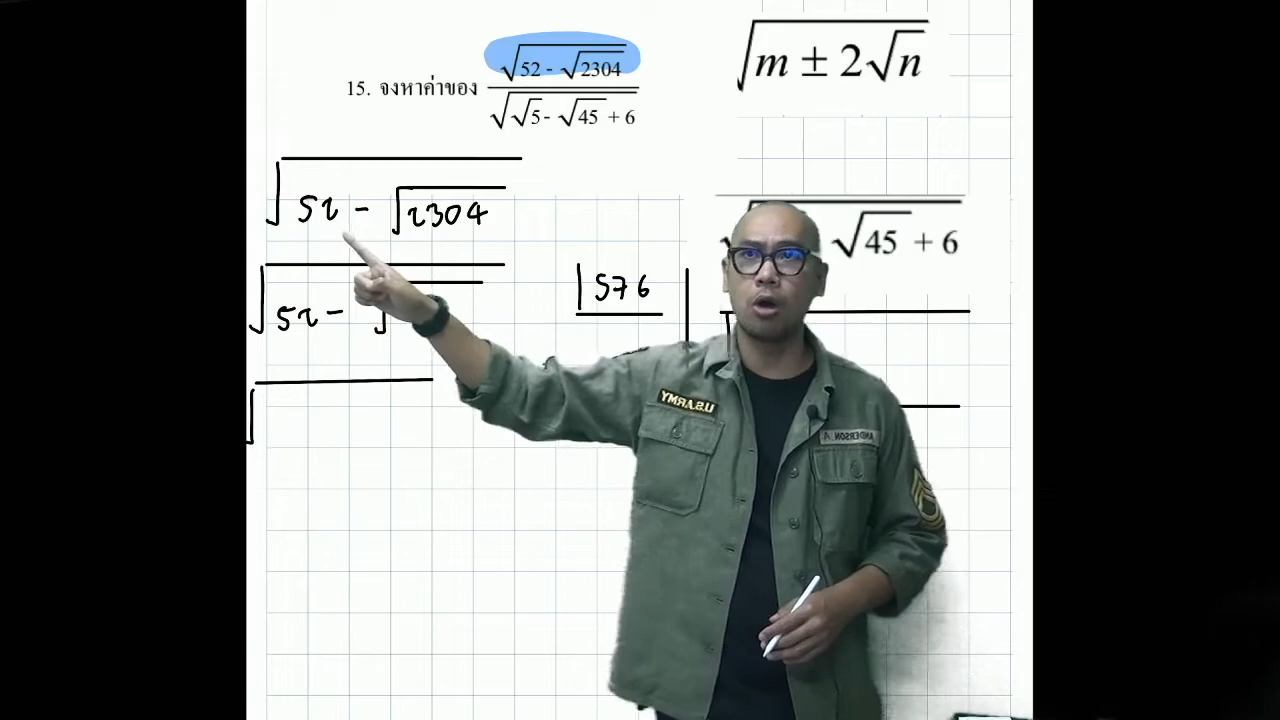 15. จงหาค่าของ √(52 - √2304) / √(√5 - √45 + 6)
√(m ± 2√n)
√(52 - √2304)
√45 + 6
√(52 - √
576
U.S.ARMY
ANDERSON.A